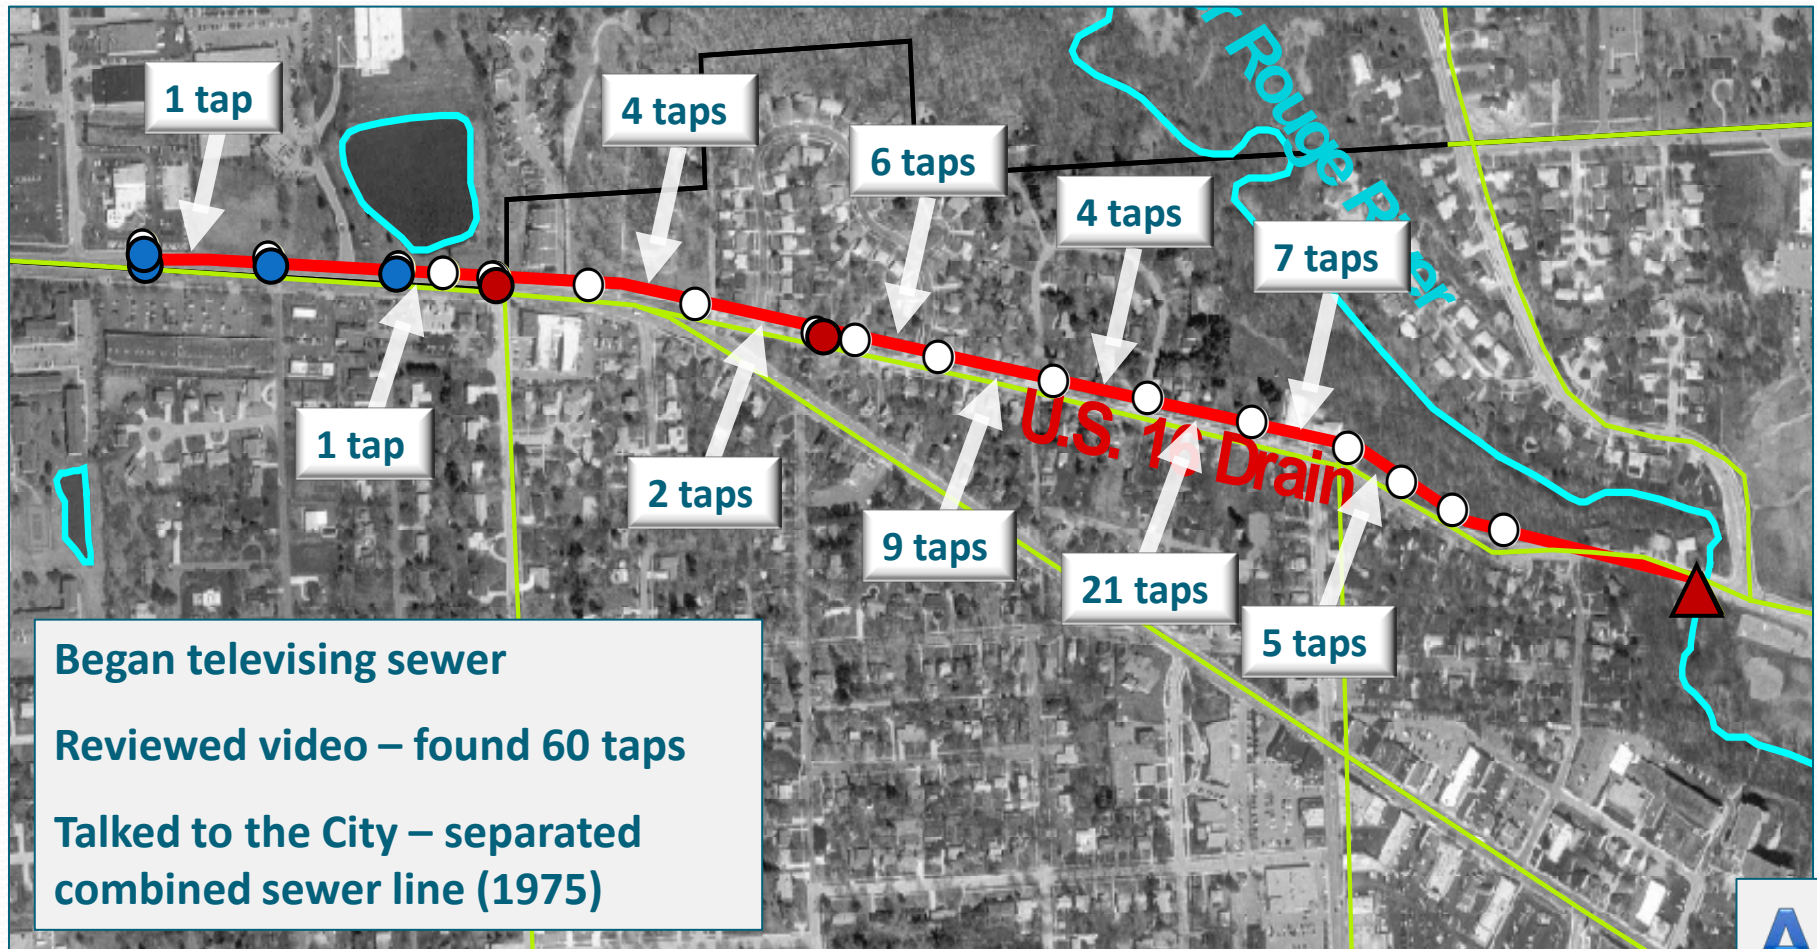 1 tap
4 taps
6 taps
4 taps
7 taps
1 tap
2 taps
9 taps
21 taps
5 taps
r Rouge River
U.S. 16 Drain
Began televising sewer
Reviewed video – found 60 taps
Talked to the City – separated
combined sewer line (1975)